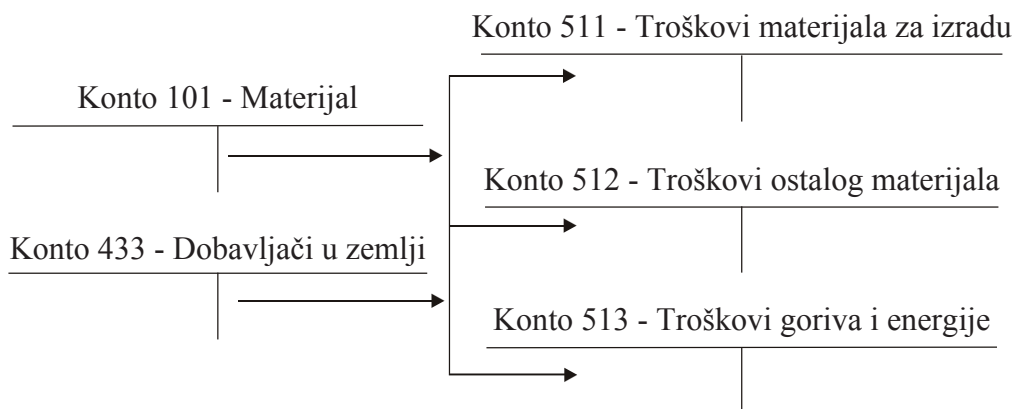 Konto 511 - Troškovi materijala za izradu
Konto 101 - Materijal
Konto 512 - Troškovi ostalog materijala
Konto 433 - Dobavljači u zemlji
Konto 513 - Troškovi goriva i energije